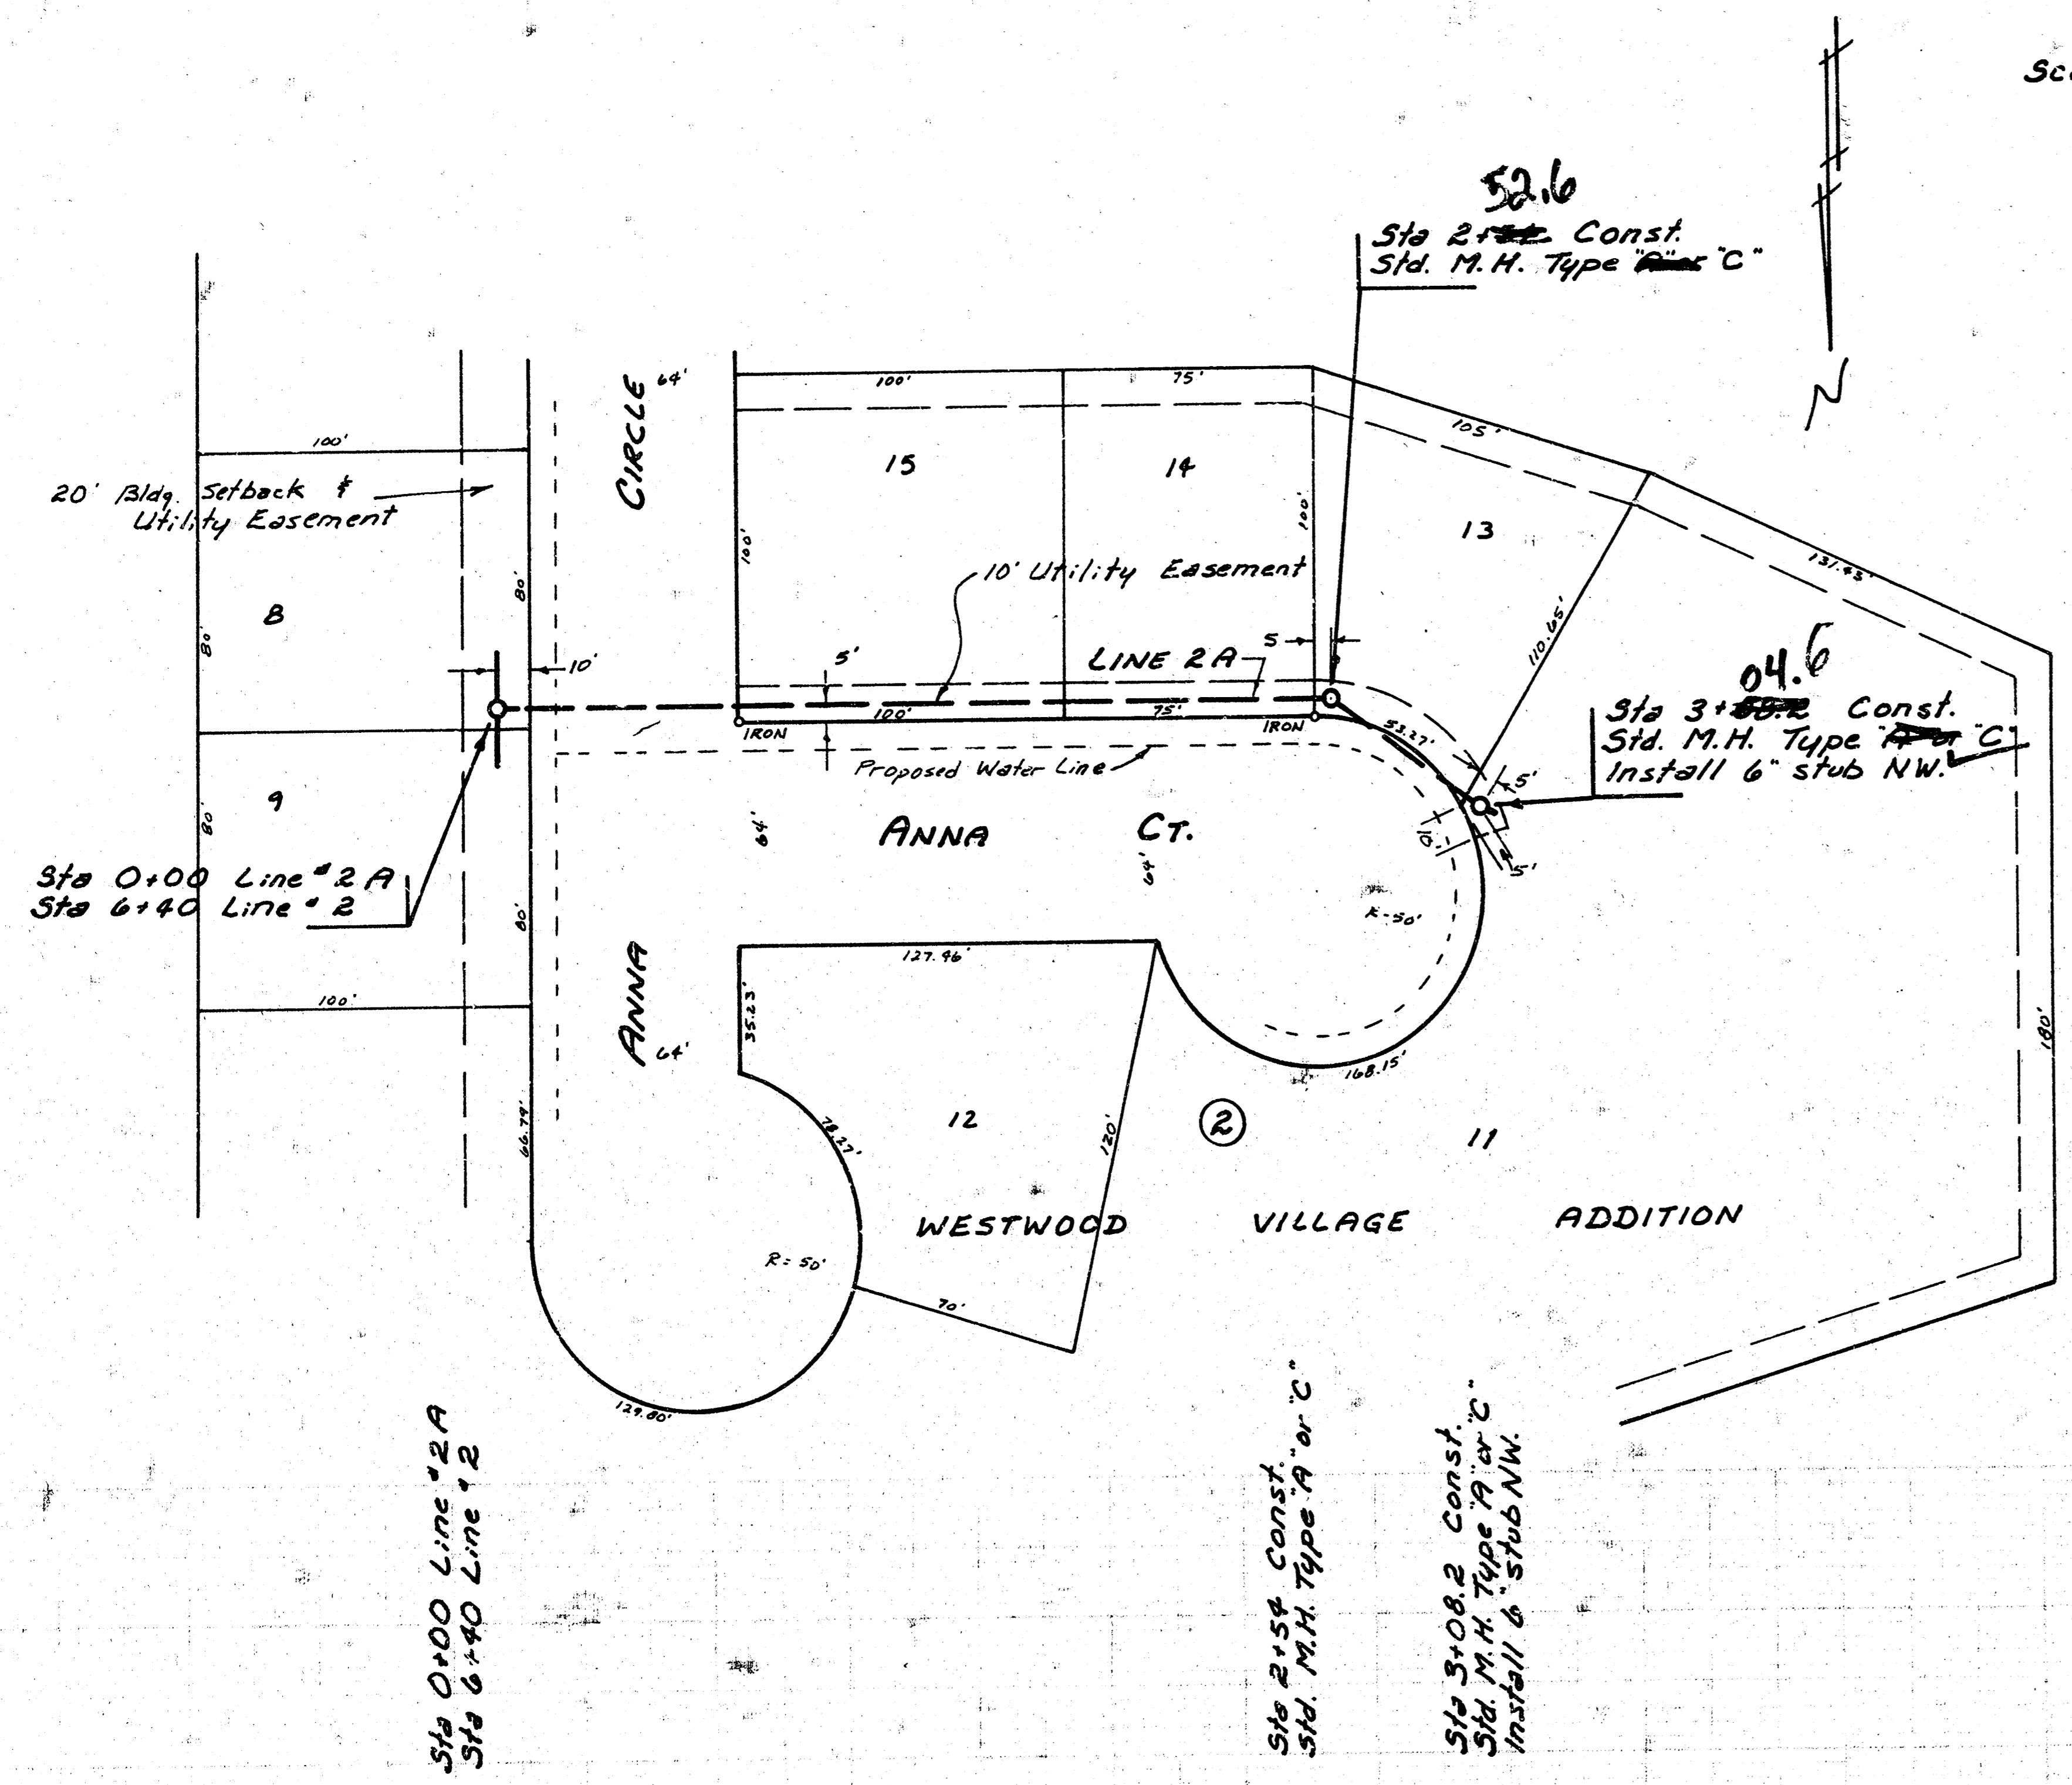 Sc
52.6
Sta 2+ Const.
Std. M.H. Type "A" or "C"
CIRCLE
64'
100'
75'
105'
100'
15
14
13
20' Bldg. Setback &
Utility Easement
100'
100'
131.43'
10' Utility Easement
80'
8
80'
110.65'
5
LINE 2A
5'
10'
04.6
Sta 3+ Const.
Std. M.H. Type "A" or "C"
Install 6" stub NW.
100'
75'
IRON
IRON
53.27'
Proposed Water Line
5'
9
80'
64'
ANNA CT.
64'
10'
5'
Sta 0+00 Line #2A
Sta 6+40 Line #2
80'
R=50'
127.46'
ANNA
64'
35.23'
100'
180'
168.15'
66.79'
78.27'
12
120'
2
11
WESTWOOD VILLAGE ADDITION
R=50'
70'
129.80'
Sta 0+00 Line #2A
Sta 6+40 Line #2
Sta 2+54 Const.
Std. M.H. Type "A" or "C"
Sta 3+08.2 Const.
Std. M.H. Type "A" or "C"
Install 6" stub NW.
N